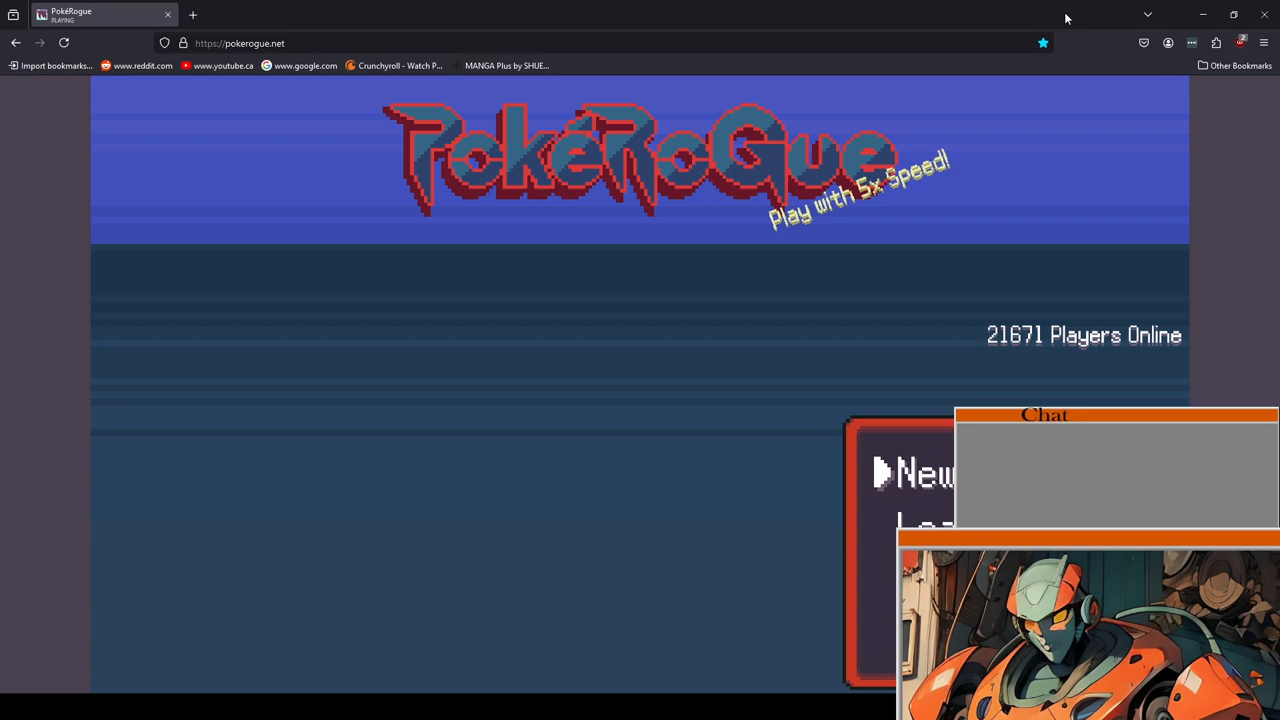 PokéRogue
PLAYING
https://pokerogue.net
2
Import bookmarks...
www.reddit.com
www.youtube.ca
www.google.com
Crunchyroll - Watch P...
MANGA Plus by SHUE...
Other Bookmarks
PokéRoGue
Play with 5x Speed!
21671 Players Online
Chat
New